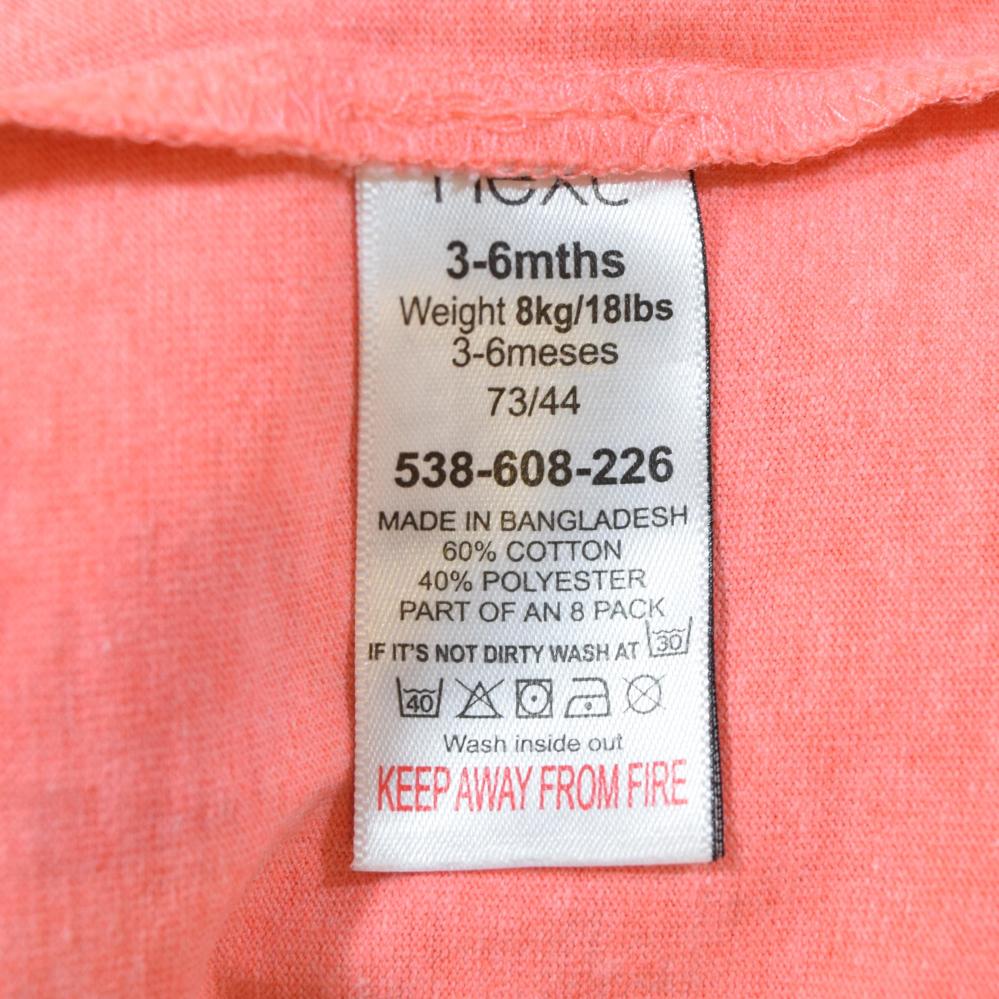 next
3-6mths
Weight 8kg/18lbs
3-6meses
73/44
538-608-226
MADE IN BANGLADESH
60% COTTON
40% POLYESTER
PART OF AN 8 PACK
IF IT'S NOT DIRTY WASH AT 30
40
Wash inside out
KEEP AWAY FROM FIRE